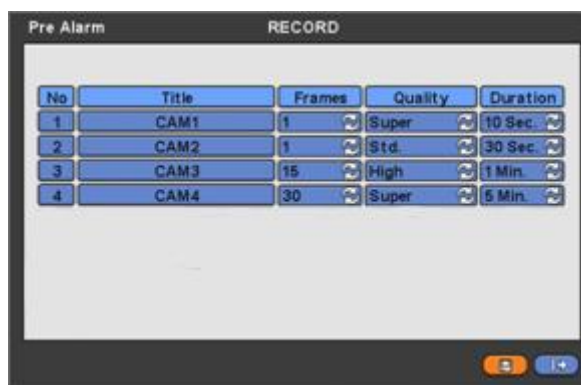 Pre Alarm RECORD
No Title Frames Quality Duration
1 CAM1 1 Super 10 Sec.
2 CAM2 1 Std. 30 Sec.
3 CAM3 15 High 1 Min.
4 CAM4 30 Super 5 Min.